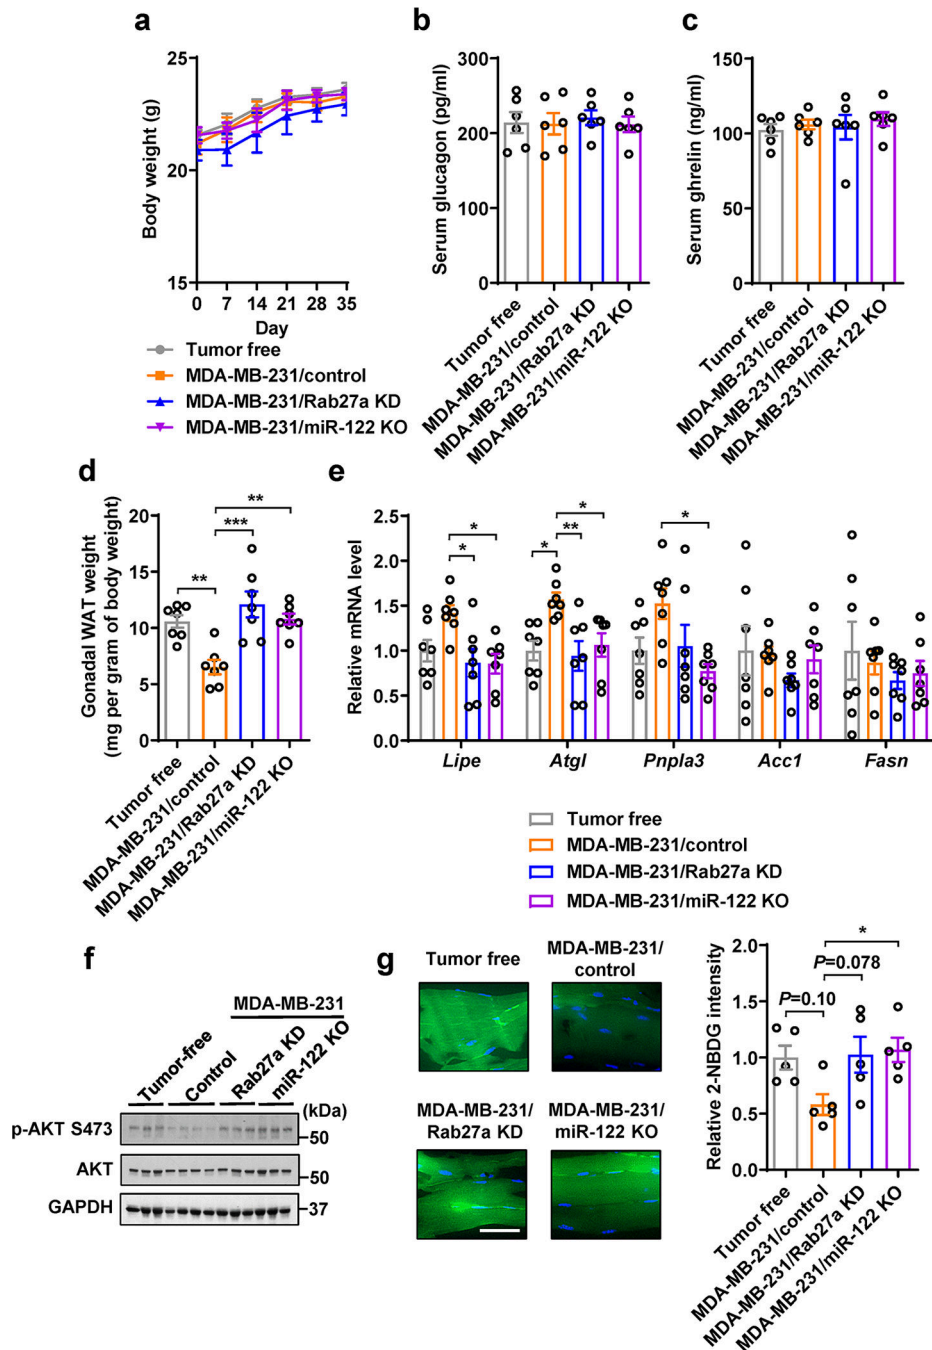 a
25
20
15
Body weight (g)
0 7 14 21 28 35
Day
Tumor free
MDA-MB-231/control
MDA-MB-231/Rab27a KD
MDA-MB-231/miR-122 KO
b
300
200
100
0
Serum glucagon (pg/ml)
Tumor free
MDA-MB-231/control
MDA-MB-231/Rab27a KD
MDA-MB-231/miR-122 KO
c
150
100
50
0
Serum ghrelin (ng/ml)
Tumor free
MDA-MB-231/control
MDA-MB-231/Rab27a KD
MDA-MB-231/miR-122 KO
d
20
15
10
5
0
Gonadal WAT weight
(mg per gram of body weight)
**
***
**
Tumor free
MDA-MB-231/control
MDA-MB-231/Rab27a KD
MDA-MB-231/miR-122 KO
e
2.5
2.0
1.5
1.0
0.5
0.0
Relative mRNA level
*
*
*
**
*
*
Lipe Atgl Pnpla3 Acc1 Fasn
Tumor free
MDA-MB-231/control
MDA-MB-231/Rab27a KD
MDA-MB-231/miR-122 KO
f
MDA-MB-231
Tumor-free
Control
Rab27a KD
miR-122 KO
(kDa)
p-AKT S473
50
AKT
50
GAPDH
37
g
Tumor free
MDA-MB-231/
control
MDA-MB-231/
Rab27a KD
MDA-MB-231/
miR-122 KO
2.0
1.5
1.0
0.5
0.0
Relative 2-NBDG intensity
*
P=0.078
P=0.10
Tumor free
MDA-MB-231/control
MDA-MB-231/Rab27a KD
MDA-MB-231/miR-122 KO